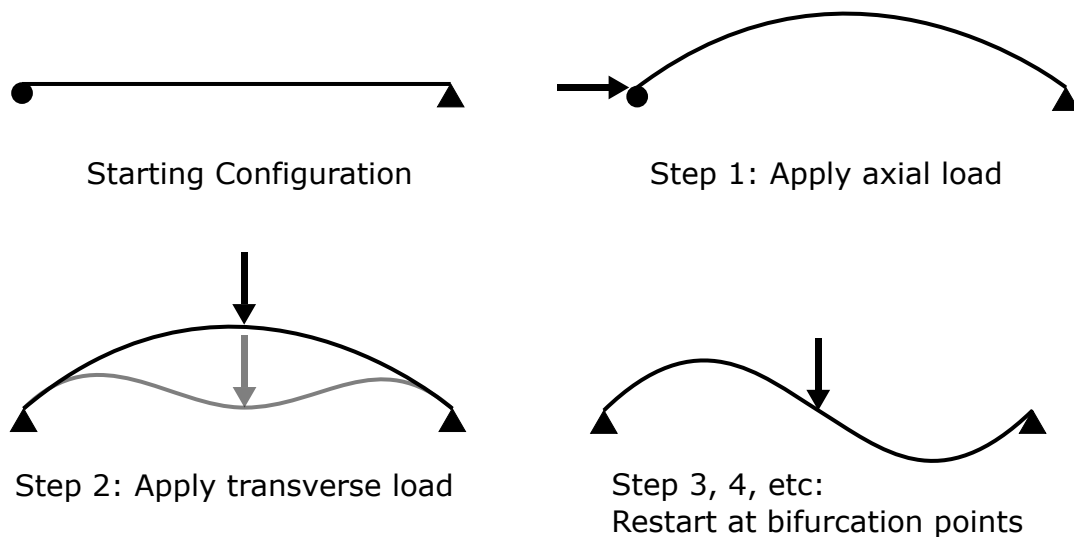 Starting Configuration
Step 1: Apply axial load
Step 2: Apply transverse load
Step 3, 4, etc:
Restart at bifurcation points